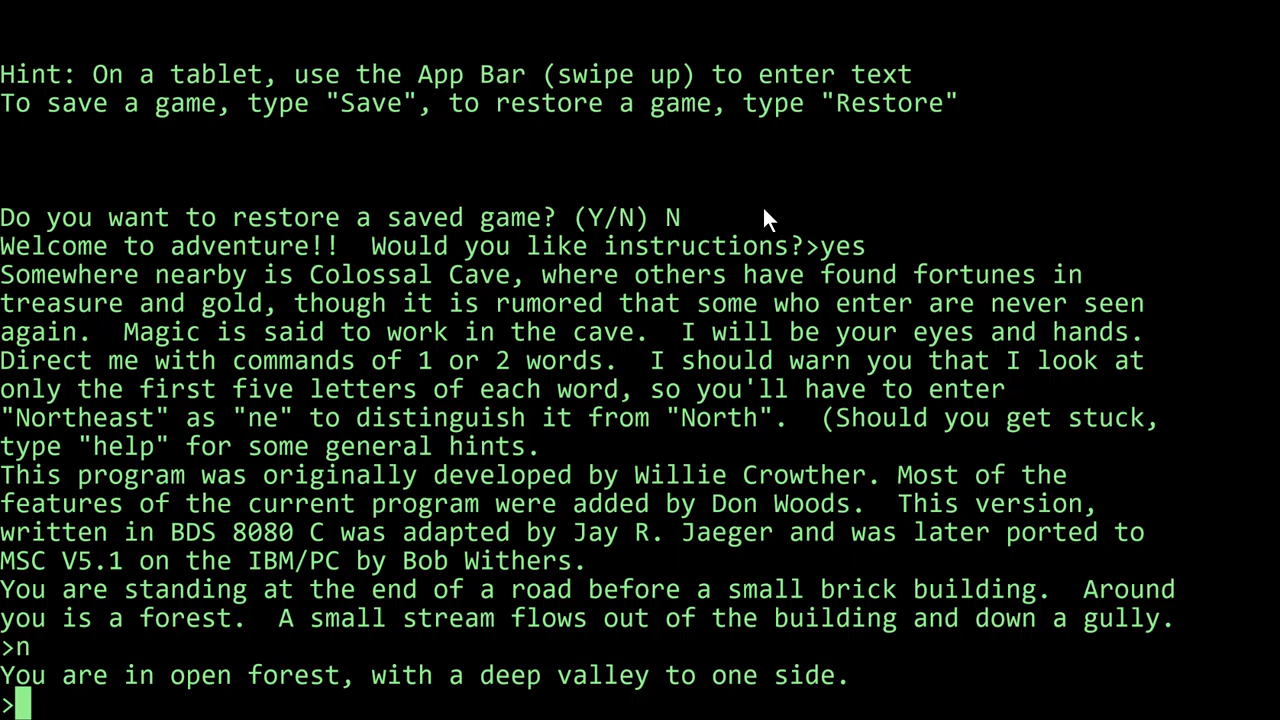 Hint: On a tablet, use the App Bar (swipe up) to enter text
To save a game, type "Save", to restore a game, type "Restore"
Do you want to restore a saved game? (Y/N) N
Welcome to adventure!!  Would you like instructions?>yes
Somewhere nearby is Colossal Cave, where others have found fortunes in
treasure and gold, though it is rumored that some who enter are never seen
again.  Magic is said to work in the cave.  I will be your eyes and hands.
Direct me with commands of 1 or 2 words.  I should warn you that I look at
only the first five letters of each word, so you'll have to enter
"Northeast" as "ne" to distinguish it from "North".  (Should you get stuck,
type "help" for some general hints.
This program was originally developed by Willie Crowther. Most of the
features of the current program were added by Don Woods.  This version,
written in BDS 8080 C was adapted by Jay R. Jaeger and was later ported to
MSC V5.1 on the IBM/PC by Bob Withers.
You are standing at the end of a road before a small brick building.  Around
you is a forest.  A small stream flows out of the building and down a gully.
>n
You are in open forest, with a deep valley to one side.
>